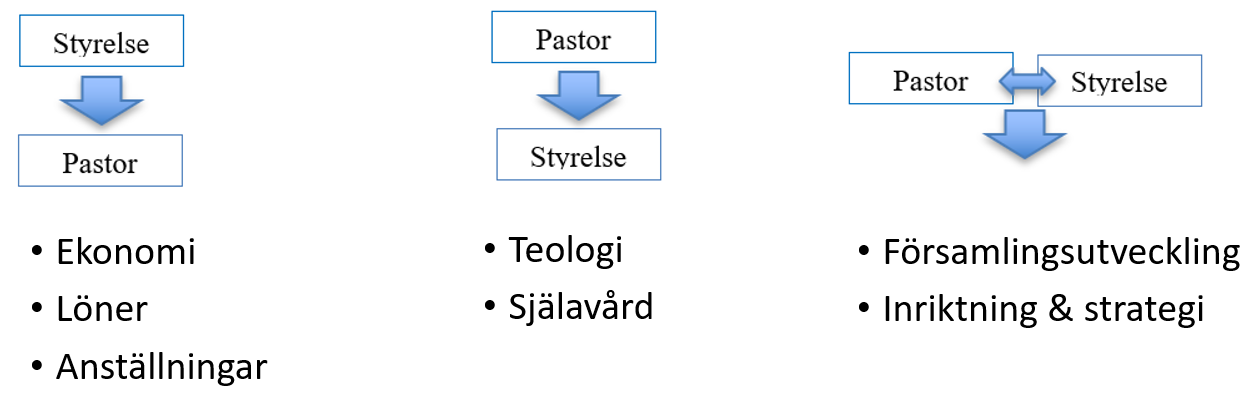 Styrelse
Pastor
• Ekonomi
• Löner
• Anställningar
Pastor
Styrelse
• Teologi
• Själavård
Pastor
Styrelse
• Församlingsutveckling
• Inriktning & strategi